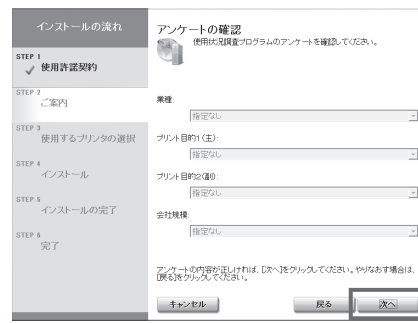 インストールの流れ
STEP 1
使用許諾契約
STEP 2
ご案内
STEP 3
使用するプリンタの選択
STEP 4
インストール
STEP 5
インストールの完了
STEP 6
完了
アンケートの確認
使用状況調査プログラムのアンケートを確認してください。
業種:
指定なし
プリント目的1(主):
指定なし
プリント目的2(副):
指定なし
会社規模:
指定なし
アンケートの内容が正しければ、[次へ]をクリックしてください。やりなおす場合は、
[戻る]をクリックしてください。
キャンセル
戻る
次へ